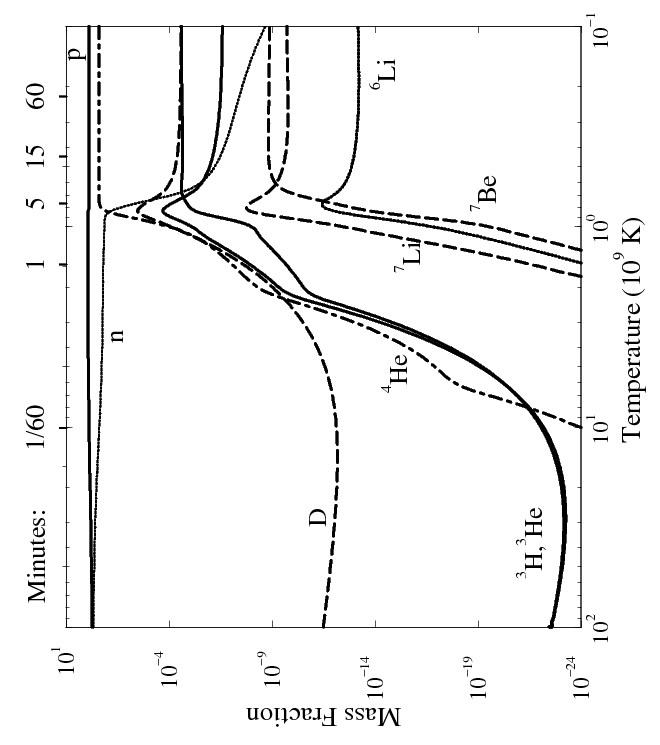 Minutes: 1/60 1 5 15 60
10¹
10⁻⁴
10⁻⁹
10⁻¹⁴
10⁻¹⁹
10⁻²⁴
Mass Fraction
p
n
D
⁴He
³H,³He
⁷Li
⁷Be
⁶Li
10² 10¹ 10⁰ 10⁻¹
Temperature (10⁹ K)